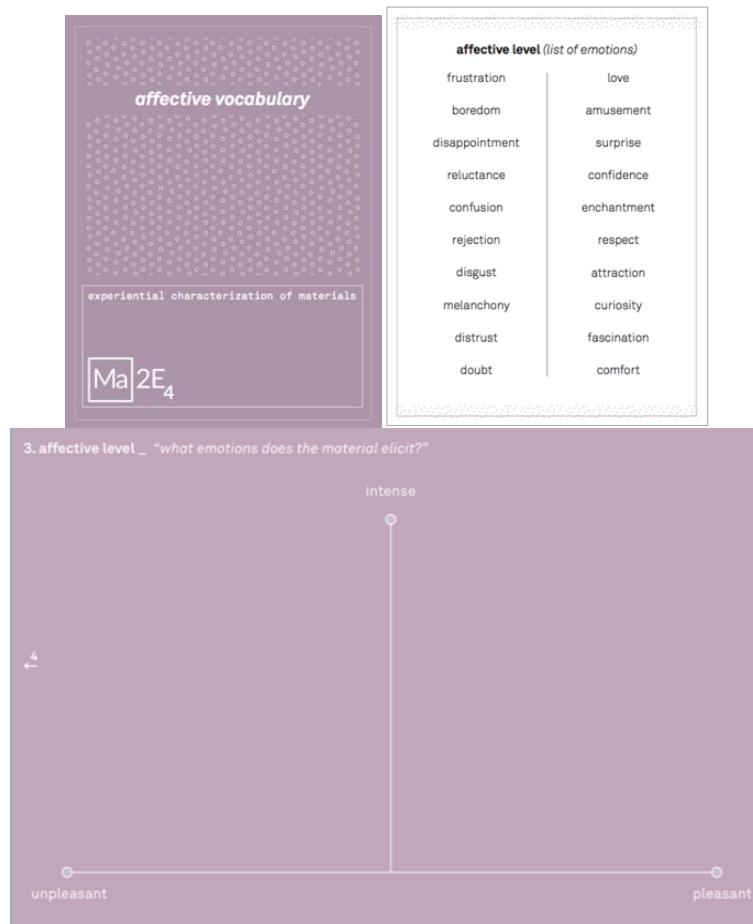 affective vocabulary
experiential characterization of materials
Ma 2E4
affective level (list of emotions)
frustration love
boredom amusement
disappointment surprise
reluctance confidence
confusion enchantment
rejection respect
disgust attraction
melanchony curiosity
distrust fascination
doubt comfort
3. affective level _ “what emotions does the material elicit?”
intense
4
←
unpleasant pleasant